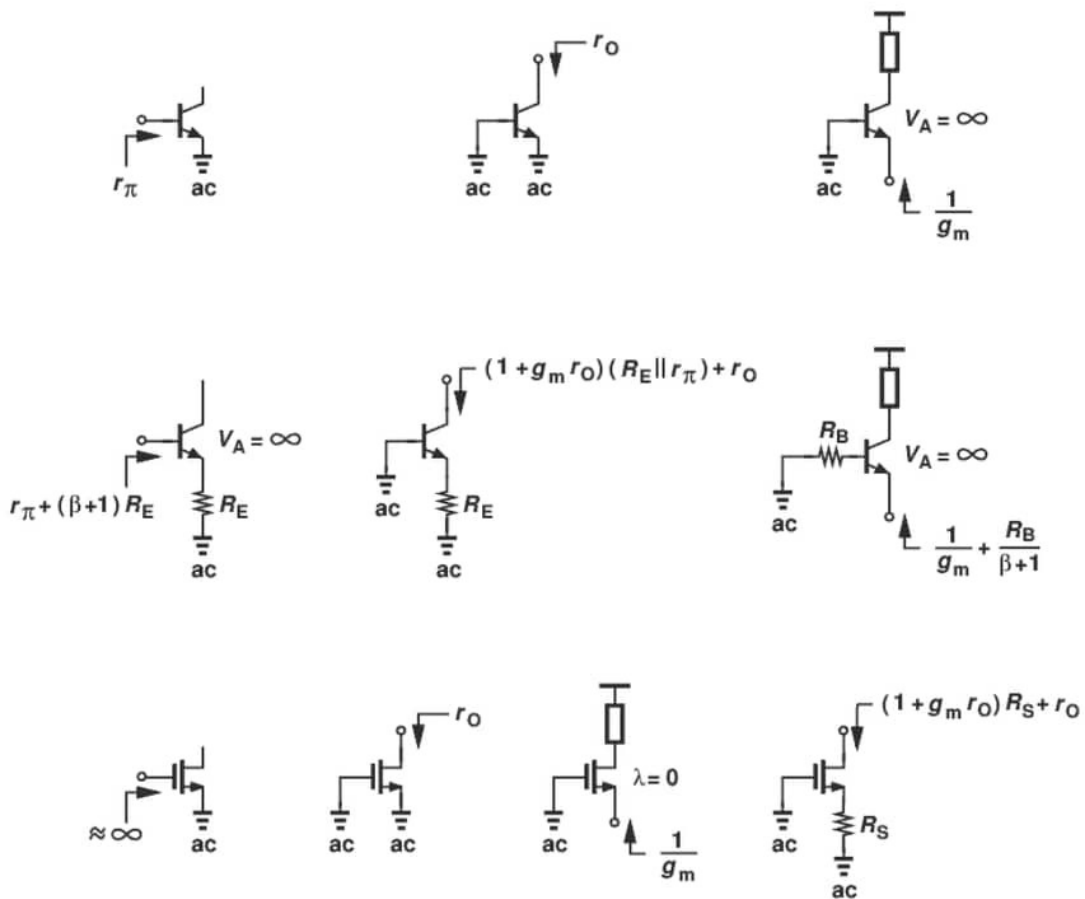 r_O
V_A = ∞
r_π
ac
ac
ac
ac
1/g_m
(1 + g_m r_O) (R_E || r_π) + r_O
V_A = ∞
R_B
V_A = ∞
r_π + (β+1) R_E
R_E
ac
R_E
ac
ac
ac
1/g_m + R_B/β+1
r_O
(1 + g_m r_O) R_S + r_O
λ = 0
≈ ∞
ac
ac
ac
ac
1/g_m
ac
R_S
ac